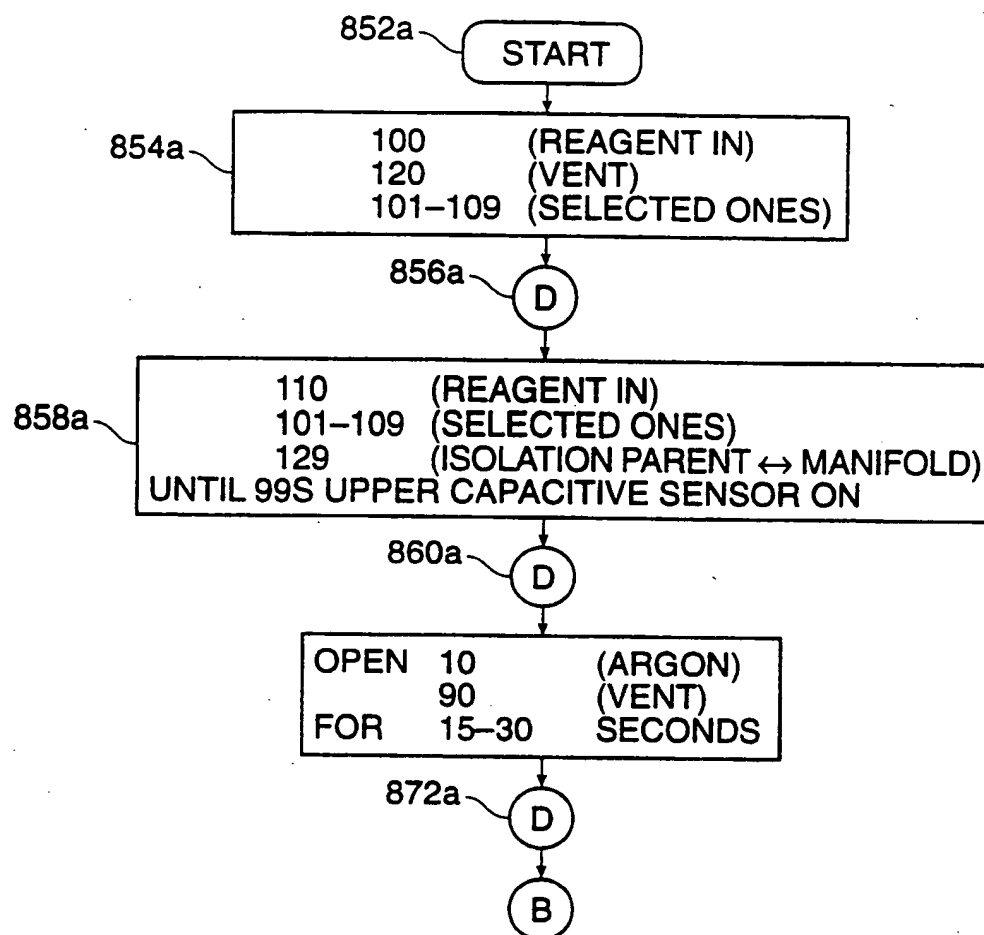 852a
START
854a
100 (REAGENT IN)
120 (VENT)
101–109 (SELECTED ONES)
856a
D
858a
110 (REAGENT IN)
101–109 (SELECTED ONES)
129 (ISOLATION PARENT ↔ MANIFOLD)
UNTIL 99S UPPER CAPACITIVE SENSOR ON
860a
D
OPEN 10 (ARGON)
90 (VENT)
FOR 15–30 SECONDS
872a
D
B